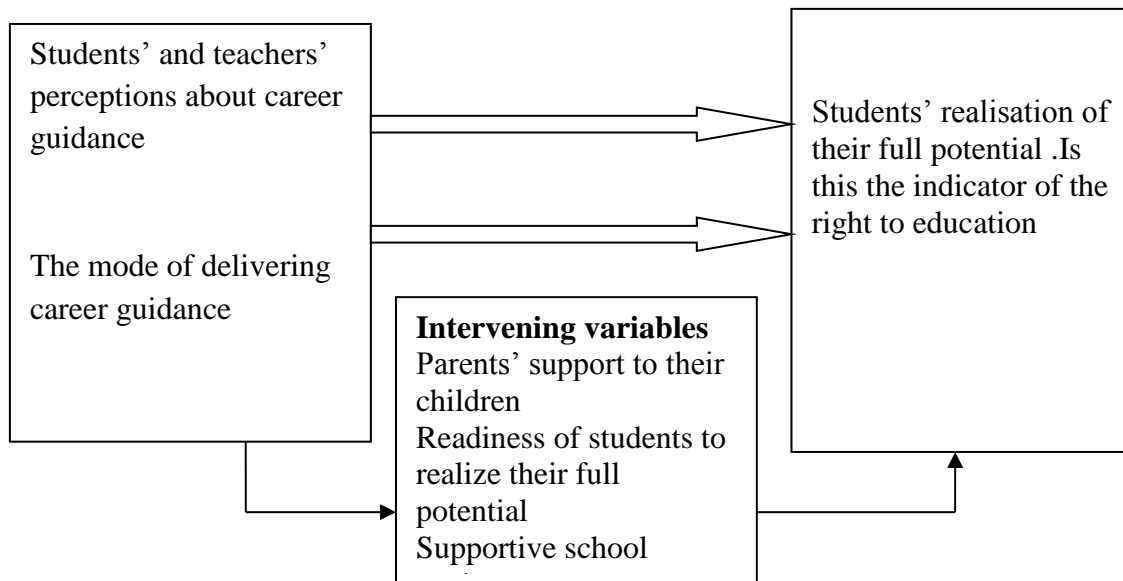 Students’ and teachers’
perceptions about career
guidance
The mode of delivering
career guidance
Students’ realisation of
their full potential .Is
this the indicator of the
right to education
Intervening variables
Parents’ support to their
children
Readiness of students to
realize their full
potential
Supportive school